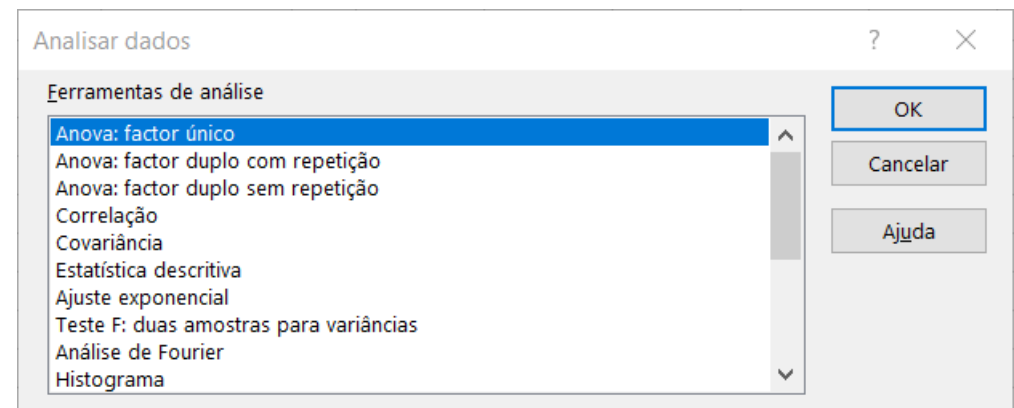 Analisar dados
?
Ferramentas de análise
Anova: factor único
Anova: factor duplo com repetição
Anova: factor duplo sem repetição
Correlação
Covariância
Estatística descritiva
Ajuste exponencial
Teste F: duas amostras para variâncias
Análise de Fourier
Histograma
OK
Cancelar
Ajuda